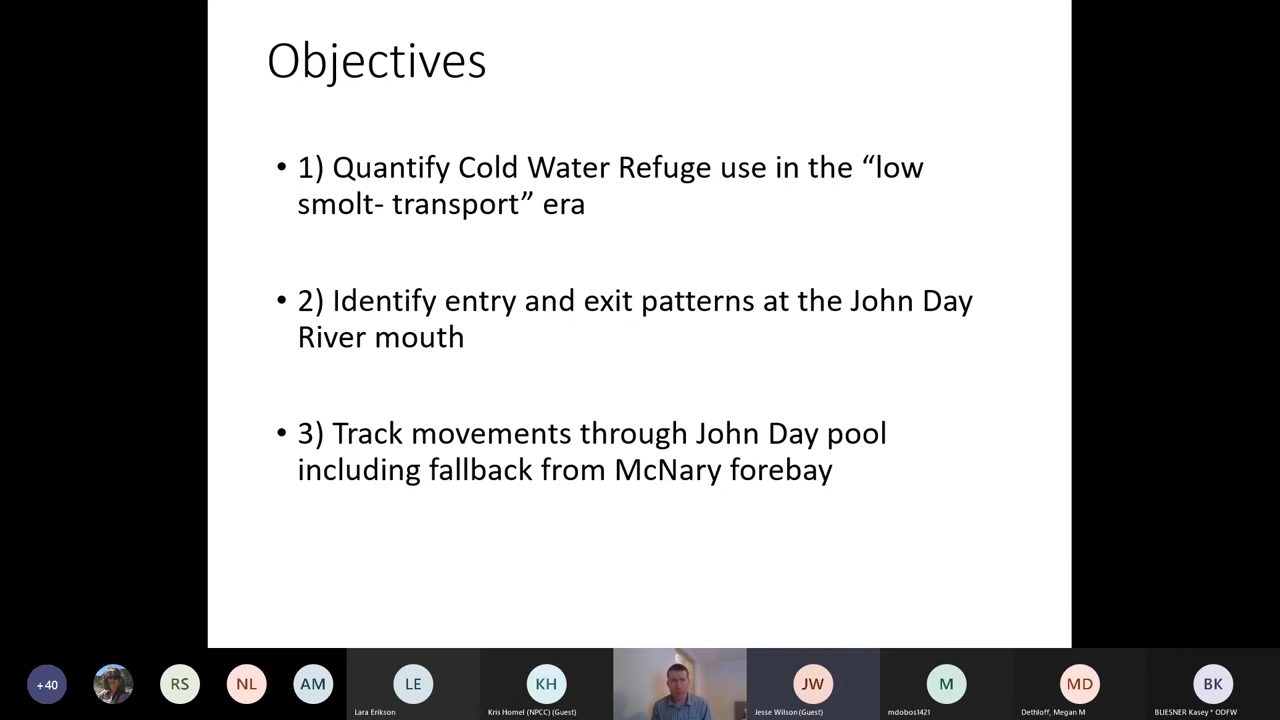 Objectives
• 1) Quantify Cold Water Refuge use in the “low
smolt- transport” era
• 2) Identify entry and exit patterns at the John Day
River mouth
• 3) Track movements through John Day pool
including fallback from McNary forebay
+40
RS
NL
AM
LE
KH
JW
M
MD
BK
Lara Erikson
Kris Homel (NPCC) (Guest)
Jesse Wilson (Guest)
mdobos1421
Dethloff, Megan M
BLIESNER Kasey * ODFW